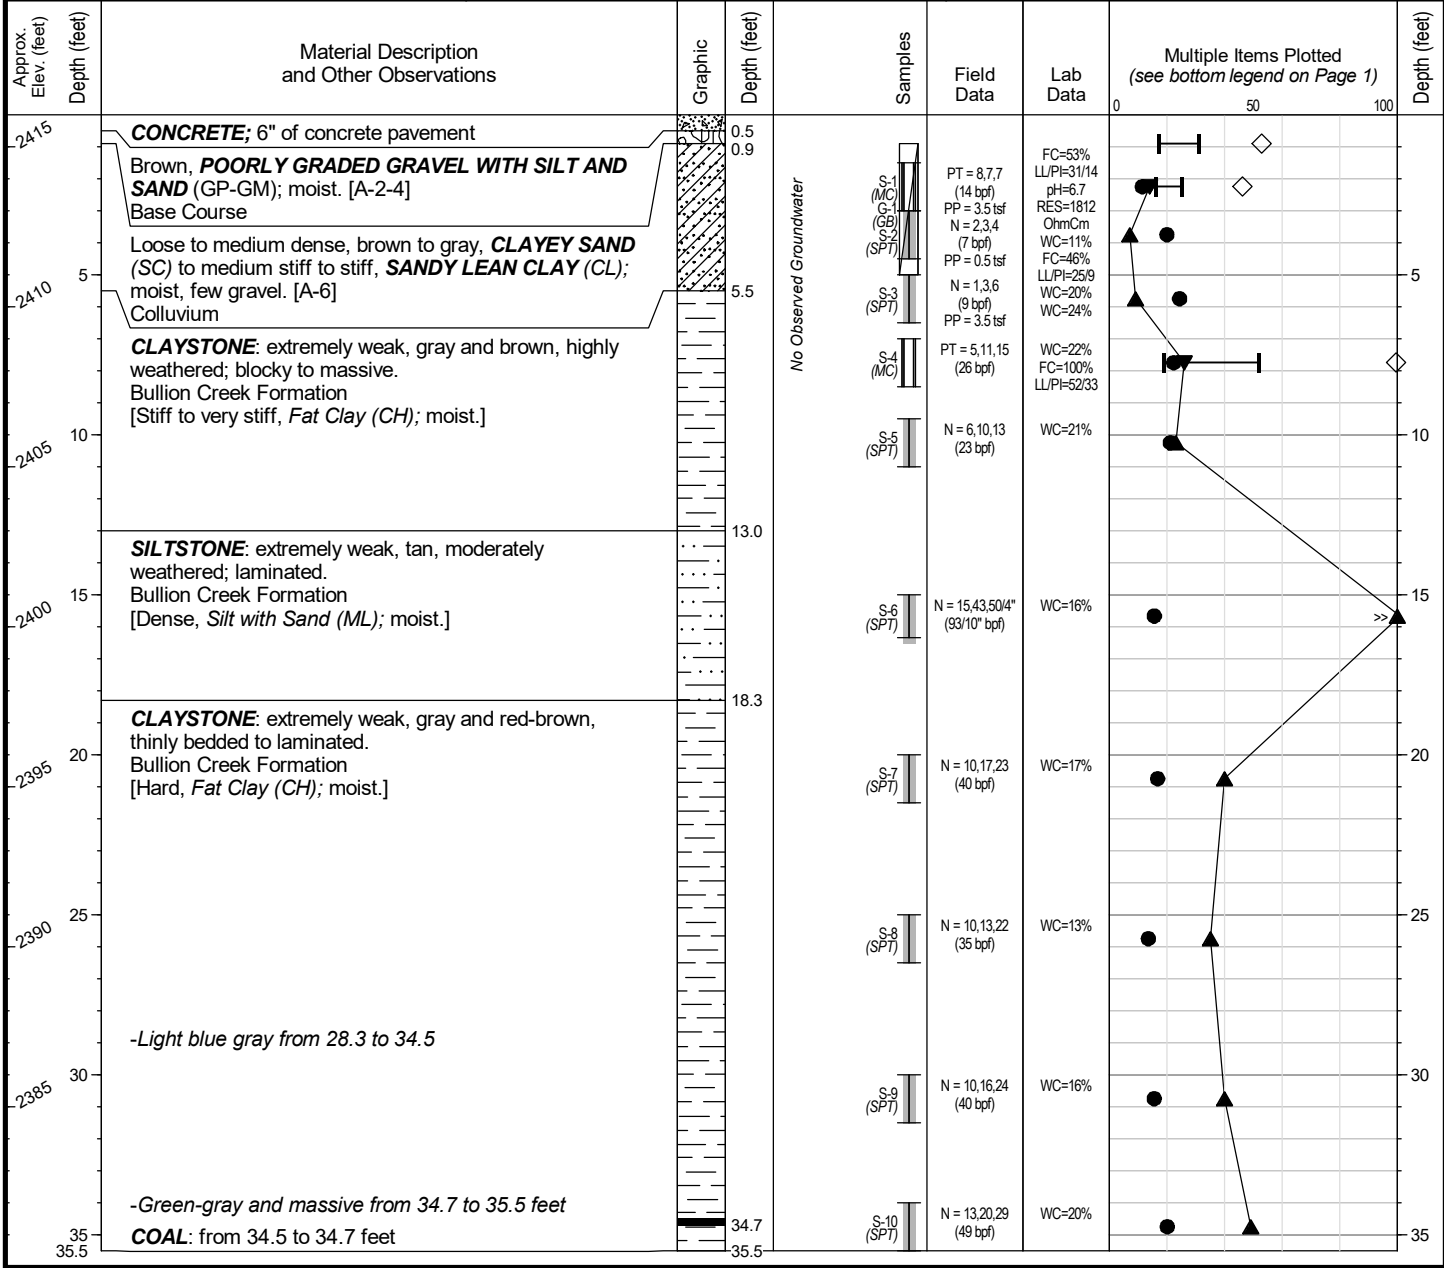 Approx.
Elev. (feet)
Depth (feet)
Material Description
and Other Observations
Graphic
Depth (feet)
Samples
Field
Data
Lab
Data
Multiple Items Plotted
(see bottom legend on Page 1)
0 50 100
Depth (feet)
2415
CONCRETE; 6" of concrete pavement
0.5
0.9
Brown, POORLY GRADED GRAVEL WITH SILT AND
SAND (GP-GM); moist. [A-2-4]
Base Course
Loose to medium dense, brown to gray, CLAYEY SAND
(SC) to medium stiff to stiff, SANDY LEAN CLAY (CL);
moist, few gravel. [A-6]
Colluvium
5
2410
5.5
CLAYSTONE: extremely weak, gray and brown, highly
weathered; blocky to massive.
Bullion Creek Formation
[Stiff to very stiff, Fat Clay (CH); moist.]
10
2405
13.0
SILTSTONE: extremely weak, tan, moderately
weathered; laminated.
Bullion Creek Formation
[Dense, Silt with Sand (ML); moist.]
15
2400
18.3
CLAYSTONE: extremely weak, gray and red-brown,
thinly bedded to laminated.
Bullion Creek Formation
[Hard, Fat Clay (CH); moist.]
20
2395
25
2390
-Light blue gray from 28.3 to 34.5
30
2385
-Green-gray and massive from 34.7 to 35.5 feet
COAL: from 34.5 to 34.7 feet
34.7
35
35.5
35.5
No Observed Groundwater
S-1
(MC)
G-1
(GB)
S-2
(SPT)
S-3
(SPT)
S-4
(MC)
S-5
(SPT)
S-6
(SPT)
S-7
(SPT)
S-8
(SPT)
S-9
(SPT)
S-10
(SPT)
PT = 8,7,7
(14 bpf)
PP = 3.5 tsf
N = 2,3,4
(7 bpf)
PP = 0.5 tsf
N = 1,3,6
(9 bpf)
PP = 3.5 tsf
PT = 5,11,15
(26 bpf)
N = 6,10,13
(23 bpf)
N = 15,43,50/4"
(93/10" bpf)
N = 10,17,23
(40 bpf)
N = 10,13,22
(35 bpf)
N = 10,16,24
(40 bpf)
N = 13,20,29
(49 bpf)
FC=53%
LL/PI=31/14
pH=6.7
RES=1812
OhmCm
WC=11%
FC=46%
LL/PI=25/9
WC=20%
WC=24%
WC=22%
FC=100%
LL/PI=52/33
WC=21%
WC=16%
WC=17%
WC=13%
WC=16%
WC=20%
>>
5
10
15
20
25
30
35